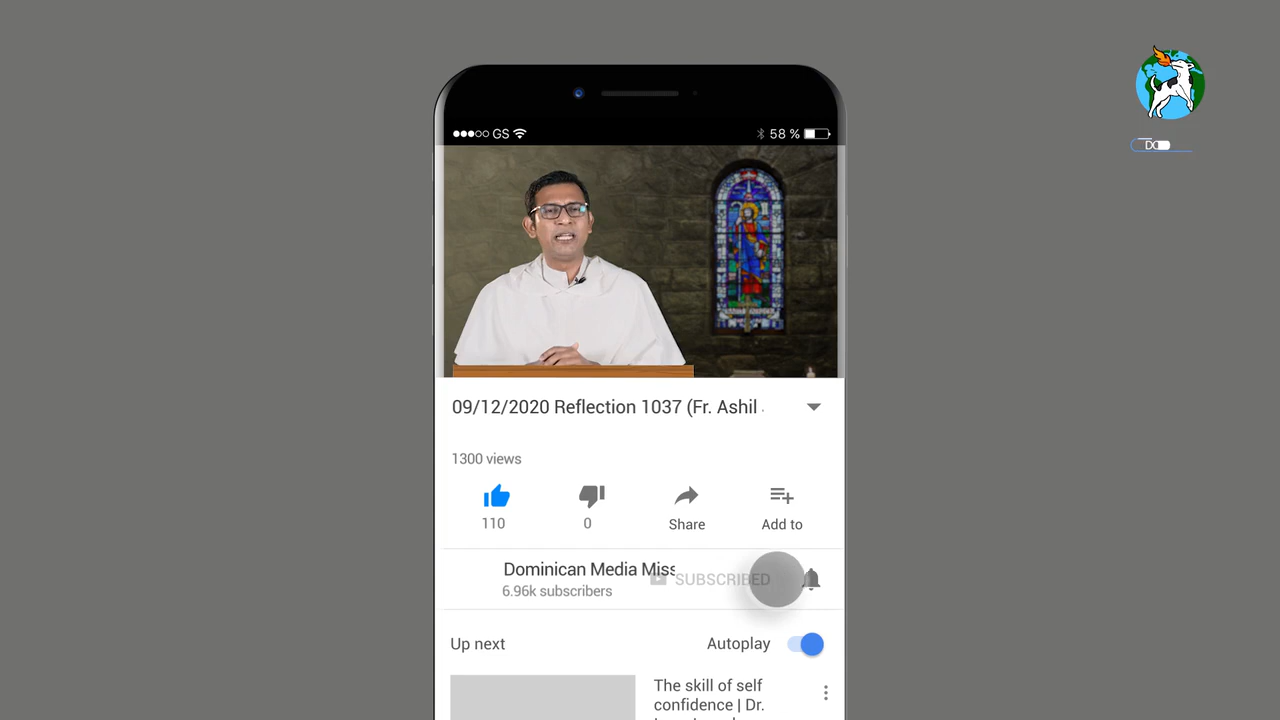 GS 58 %
09/12/2020 Reflection 1037 (Fr. Ashil
1300 views
110 0 Share Add to
Dominican Media Miss
SUBSCRIBED
6.96k subscribers
Up next Autoplay
The skill of self
confidence | Dr.